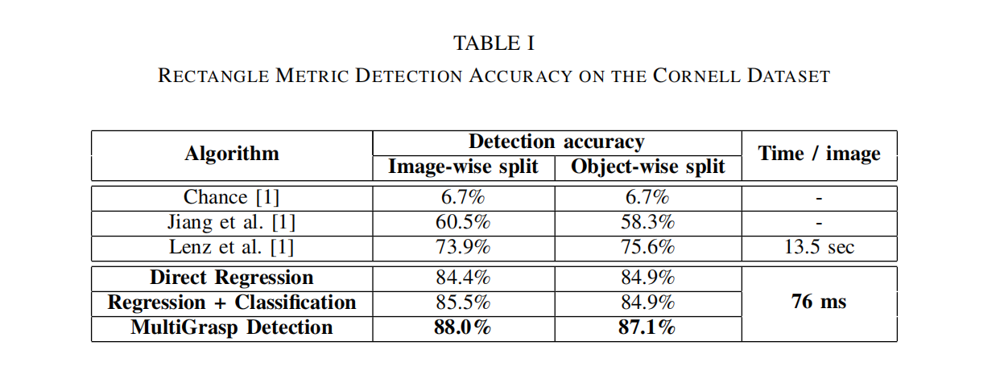 TABLE I
RECTANGLE METRIC DETECTION ACCURACY ON THE CORNELL DATASET
Algorithm Detection accuracy Time / image
Image-wise split Object-wise split
Chance [1] 6.7% 6.7% -
Jiang et al. [1] 60.5% 58.3% -
Lenz et al. [1] 73.9% 75.6% 13.5 sec
Direct Regression 84.4% 84.9%
Regression + Classification 85.5% 84.9% 76 ms
MultiGrasp Detection 88.0% 87.1%